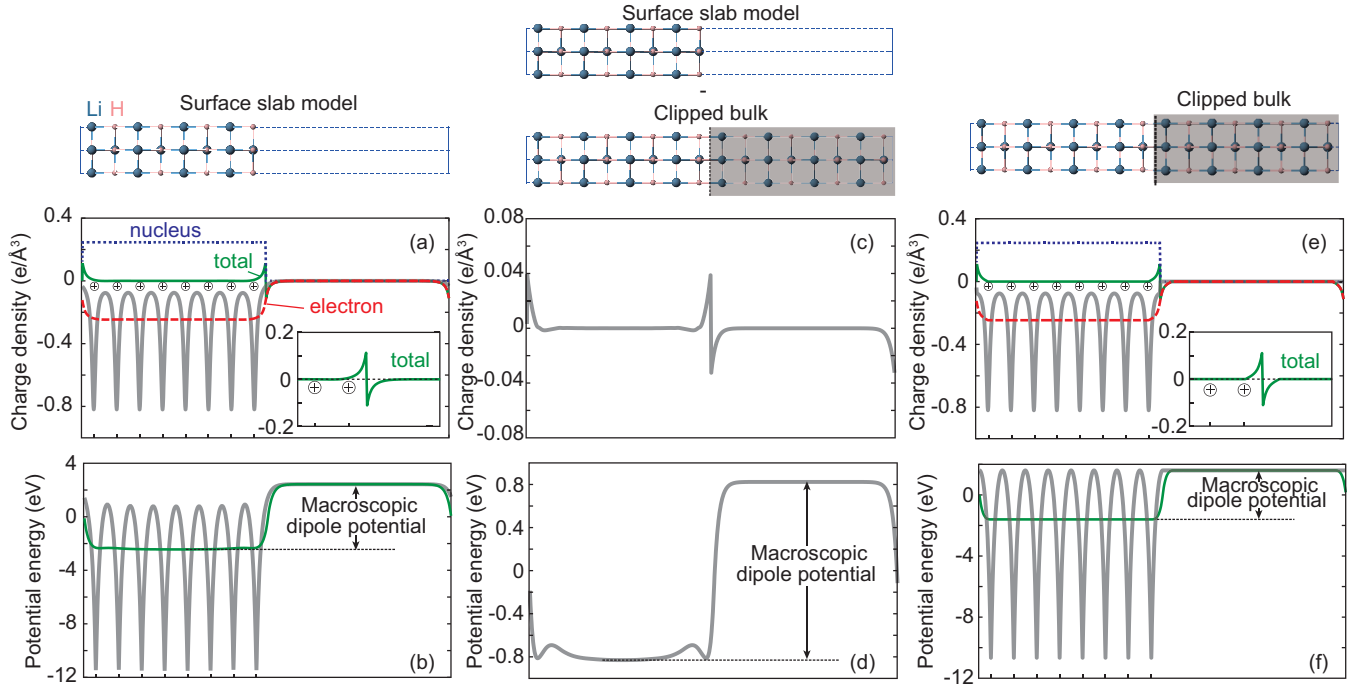 Surface slab model
-
Li H
Surface slab model
Clipped bulk
Clipped bulk
0.4
0
-0.4
-0.8
Charge density (e/Å³)
nucleus
total
electron
(a)
0.2
0
-0.2
total
0.08
0.04
0
-0.04
-0.08
Charge density (e/Å³)
(c)
0.4
0
-0.4
-0.8
Charge density (e/Å³)
(e)
0.2
0
-0.2
total
4
0
-4
-8
-12
Potential energy (eV)
Macroscopic
dipole potential
(b)
0.8
0.4
0
-0.4
-0.8
Potential energy (eV)
Macroscopic
dipole potential
(d)
0
-4
-8
-12
Potential energy (eV)
Macroscopic
dipole potential
(f)